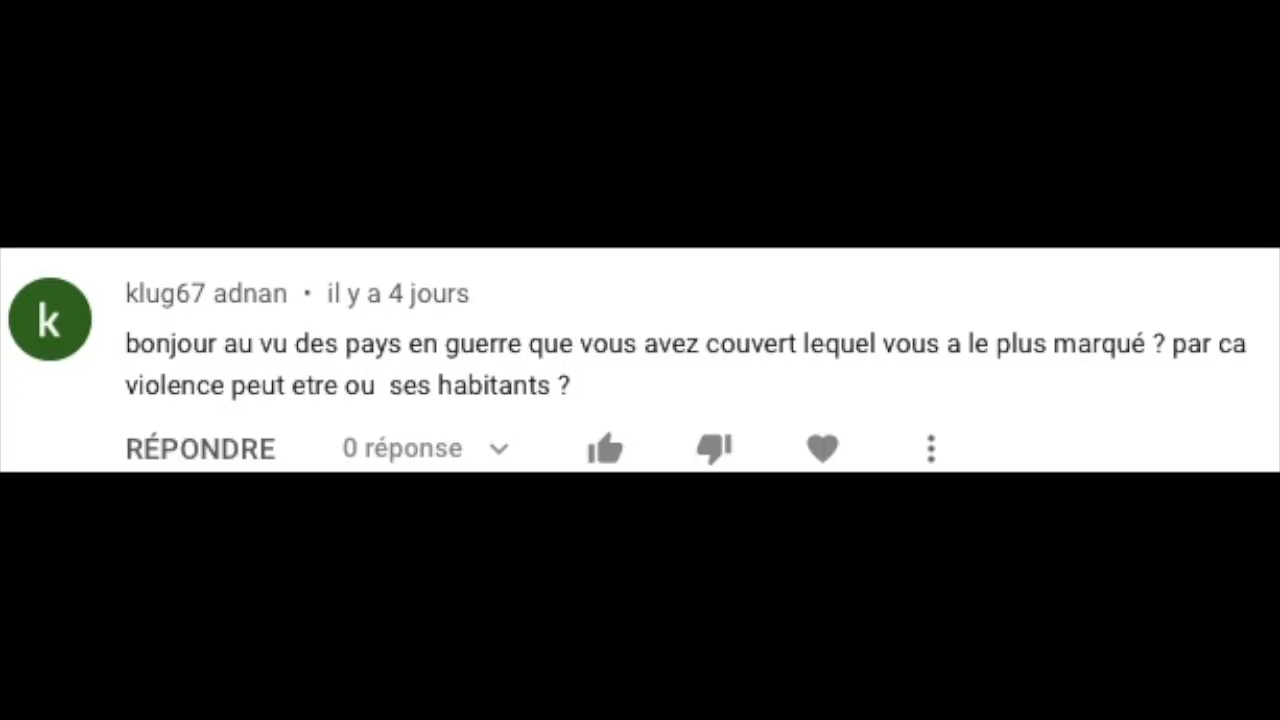 k
klug67 adnan • il y a 4 jours
bonjour au vu des pays en guerre que vous avez couvert lequel vous a le plus marqué ? par ca
violence peut etre ou  ses habitants ?
RÉPONDRE 0 réponse